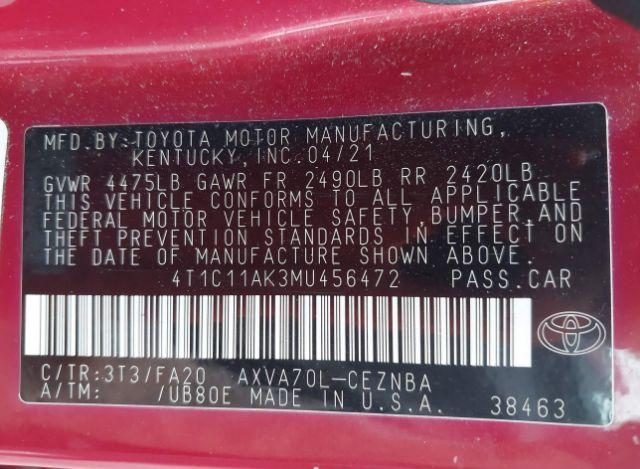 MFD.BY:TOYOTA MOTOR MANUFACTURING,
KENTUCKY,INC.04/21
GVWR 4475LB GAWR FR 2490LB RR 2420LB
THIS VEHICLE CONFORMS TO ALL APPLICABLE
FEDERAL MOTOR VEHICLE SAFETY,BUMPER,AND
THEFT PREVENTION STANDARDS IN EFFECT ON
THE DATE OF MANUFACTURE SHOWN ABOVE.
4T1C11AK3MU456472 PASS.CAR
C/TR:3T3/FA20 AXVA70L-CEZNBA
A/TM: /UB80E MADE IN U.S.A. 38463